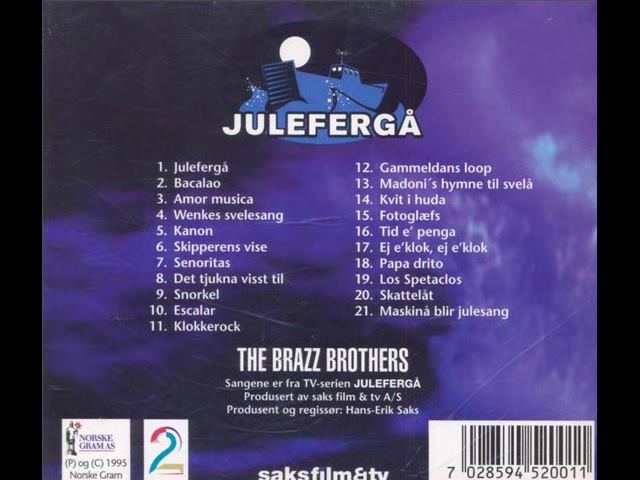 JULEFERGÅ
1. Julefergå
2. Bacalao
3. Amor musica
4. Wenkes svelesang
5. Kanon
6. Skipperens vise
7. Senoritas
8. Det tjukna visst til
9. Snorkel
10. Escalar
11. Klokkerock
12. Gammeldans loop
13. Madoni´s hymne til svelå
14. Kvit i huda
15. Fotoglæfs
16. Tid e' penga
17. Ej e'klok, ej e'klok
18. Papa drito
19. Los Spetaclos
20. Skattelåt
21. Maskinå blir julesang
THE BRAZZ BROTHERS
Sangene er fra TV-serien JULEFERGÅ
Produsert av saks film & tv A/S
Produsent og regissør: Hans-Erik Saks
NORSKE
GRAM AS
(P) og (C) 1995
Norske Gram
2
saksfilm&tv
7 028594 520011